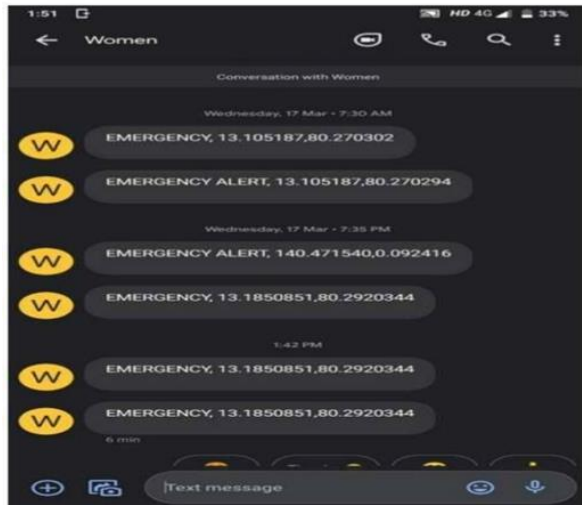 1:51 HD 4G 33%
Women
Conversation with Women
Wednesday, 17 Mar • 7:30 AM
W EMERGENCY, 13.105187,80.270302
W EMERGENCY ALERT, 13.105187,80.270294
Wednesday, 17 Mar • 7:35 PM
W EMERGENCY ALERT, 140.471540,0.092416
W EMERGENCY, 13.1850851,80.2920344
1:42 PM
W EMERGENCY, 13.1850851,80.2920344
W EMERGENCY, 13.1850851,80.2920344
6 min
Text message